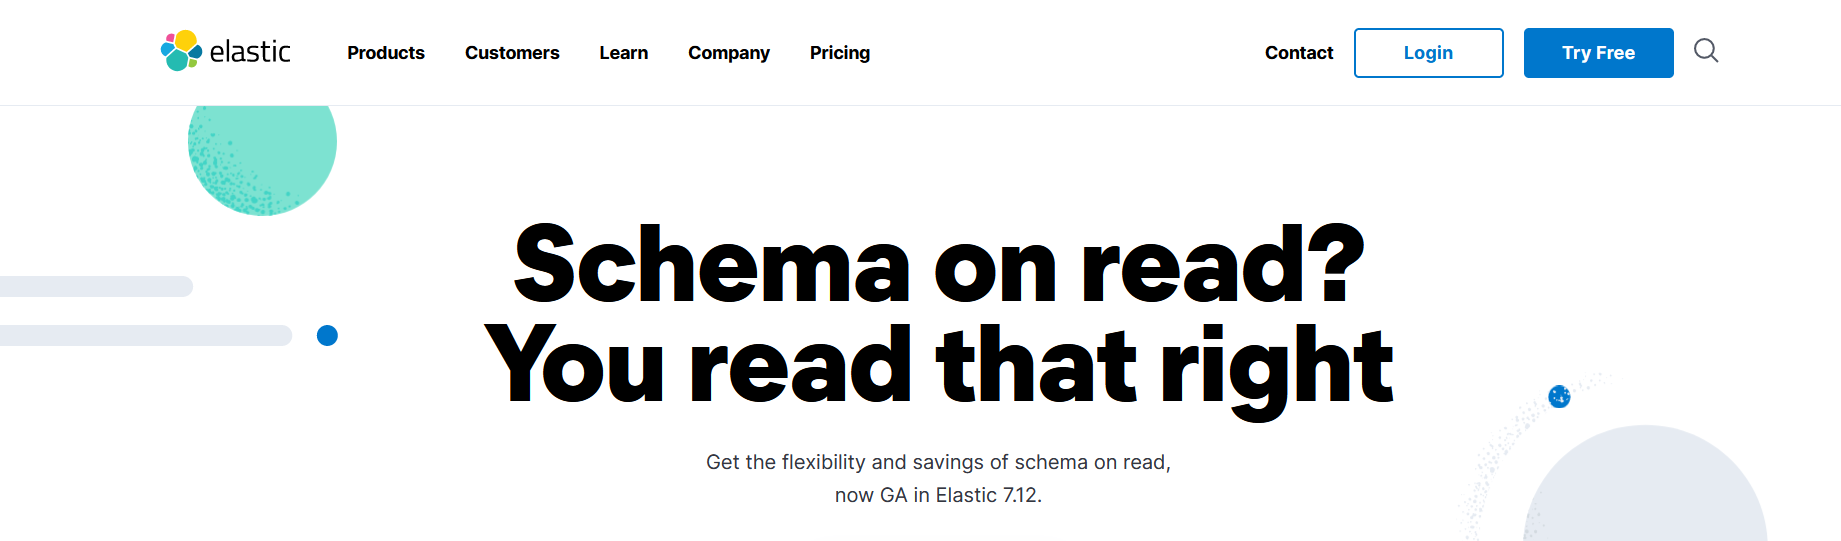 elastic Products Customers Learn Company Pricing Contact Login Try Free
Schema on read?
You read that right
Get the flexibility and savings of schema on read,
now GA in Elastic 7.12.